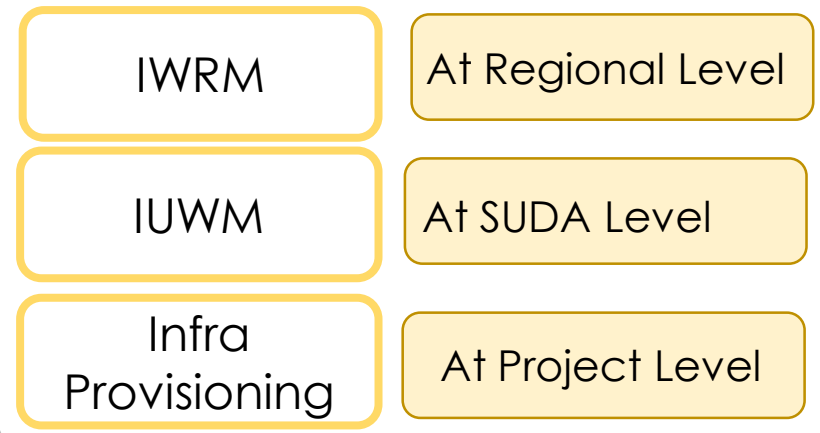 IWRM
At Regional Level
IUWM
At SUDA Level
Infra
Provisioning
At Project Level